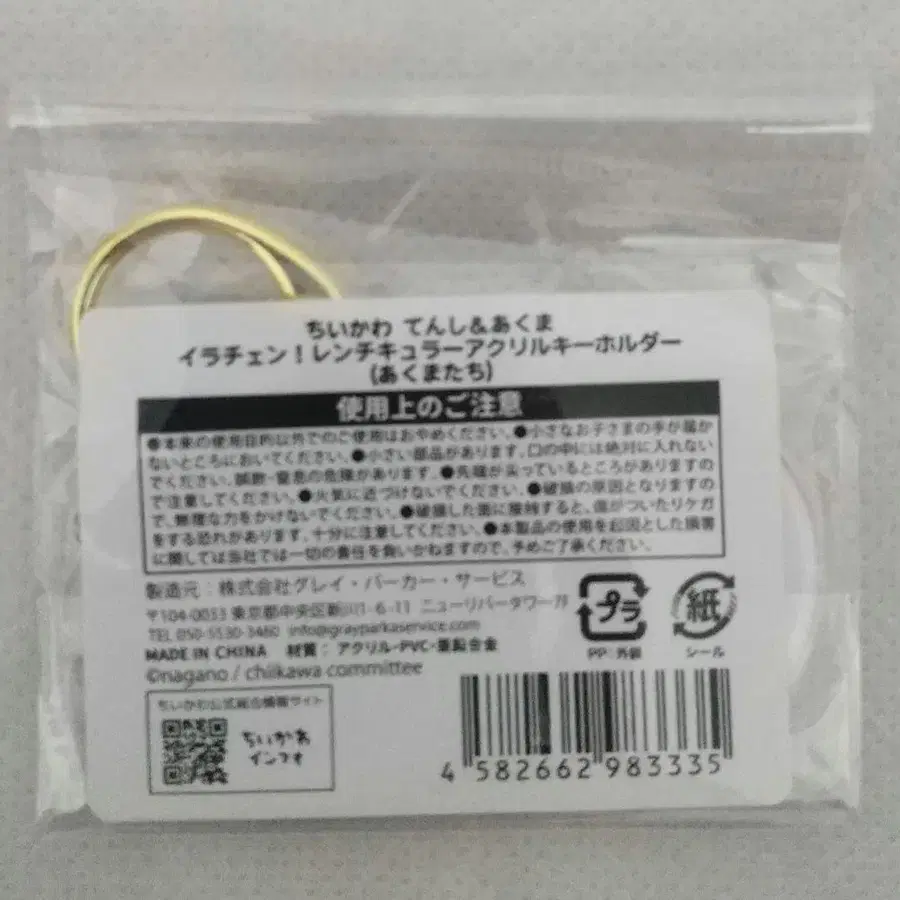 ちいかわ てんし&あくま
イラチェン！レンチキュラーアクリルキーホルダー
(あくまたち)
使用上のご注意
●本来の使用目的以外でのご使用はおやめください。●小さなお子さまの手が届か
ないところにおいてください。●小さい部品があります。口の中には絶対に入れない
でください。誤飲・窒息の危険があります。●先端が尖っているところがありますの
で注意してください。●火気に近づけないでください。●破損の原因となりますの
で、無理な力をかけないでください。●破損した面に接触すると、傷がついたりケガ
をする恐れがあります。十分に注意してください。●本製品の使用を起因とした損害
に関しては当社では一切の責任を負いかねますので、予めご了承ください。
製造元：株式会社グレイ・パーカー・サービス
〒104-0033 東京都中央区新川1-6-11 ニューリバータワー7F
TEL 050-5530-3460 info@grayparkaservice.com
MADE IN CHINA 材質：アクリル・PVC・亜鉛合金
©nagano / chiikawa committee
プラ
PP：外袋
紙
シール
ちいかわ公式総合情報サイト
ちいかわ
インフォ
4 582662 983335